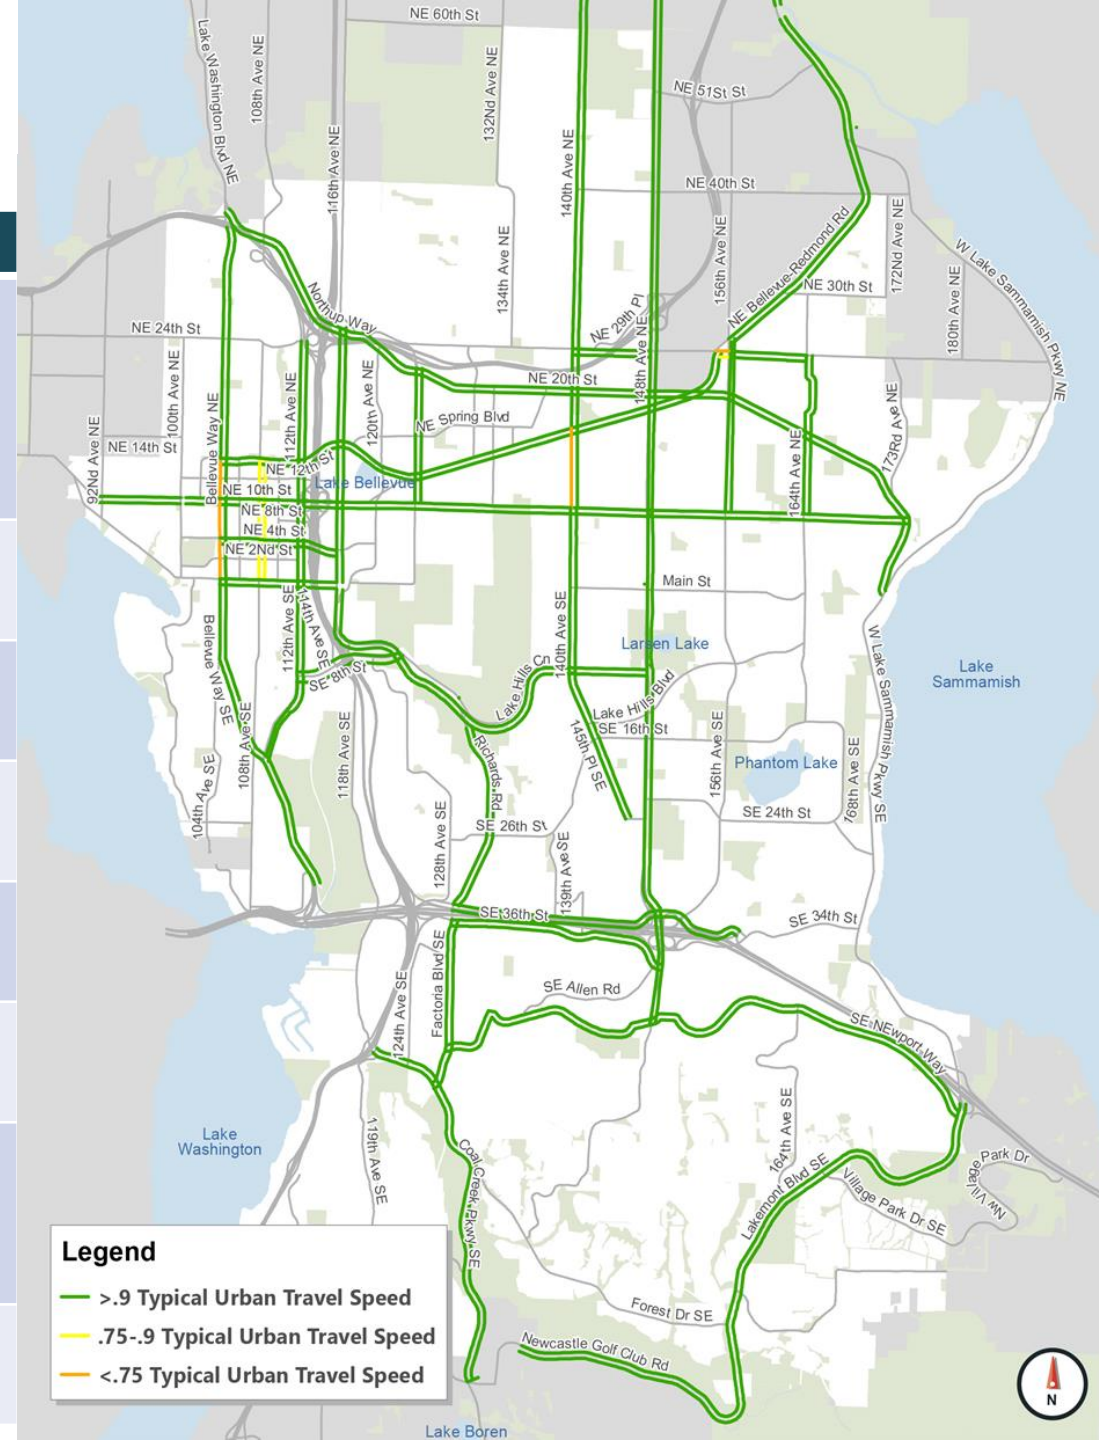 NE 60th St
Lake Washington Blvd NE
108th Ave NE
116th Ave NE
132Nd Ave NE
NE 51St St
140th Ave NE
NE 40th St
134th Ave NE
156th Ave NE
172Nd Ave NE
W Lake Sammamish Pkwy NE
NE Bellevue-Redmond Rd
NE 30th St
180th Ave NE
Northup Way
NE 29th Pl
NE 24th St
148th Ave NE
100th Ave NE
112th Ave NE
120th Ave NE
NE 20th St
NE Spring Blvd
Bellevue Way NE
92Nd Ave NE
NE 14th St
173Rd Ave NE
164th Ave NE
NE 12th St
Lake Bellevue
NE 10th St
NE 8th St
NE 4th St
NE 2Nd St
Main St
112th Ave SE
114th Ave SE
140th Ave SE
Bellevue Way SE
Larsen Lake
W Lake Sammamish Pkwy SE
Lake
Sammamish
SE 8th St
Lake Hills Cn
Lake Hills Blvd
SE 16th St
145th Pl SE
108th Ave SE
118th Ave SE
156th Ave SE
Phantom Lake
168th Ave SE
104th Ave SE
Richards Rd
SE 24th St
SE 26th St
128th Ave SE
139th Ave SE
SE 36th St
SE 34th St
Factoria Blvd SE
124th Ave SE
SE Allen Rd
SE NEwport Way
Lake
Washington
119th Ave SE
Coal Creek Pkwy SE
164th Ave SE
Lakemont Blvd SE
Village Park Dr SE
NW Village Park Dr
Forest Dr SE
Newcastle Golf Club Rd
Lake Boren
Legend
>.9 Typical Urban Travel Speed
.75-.9 Typical Urban Travel Speed
<.75 Typical Urban Travel Speed
N